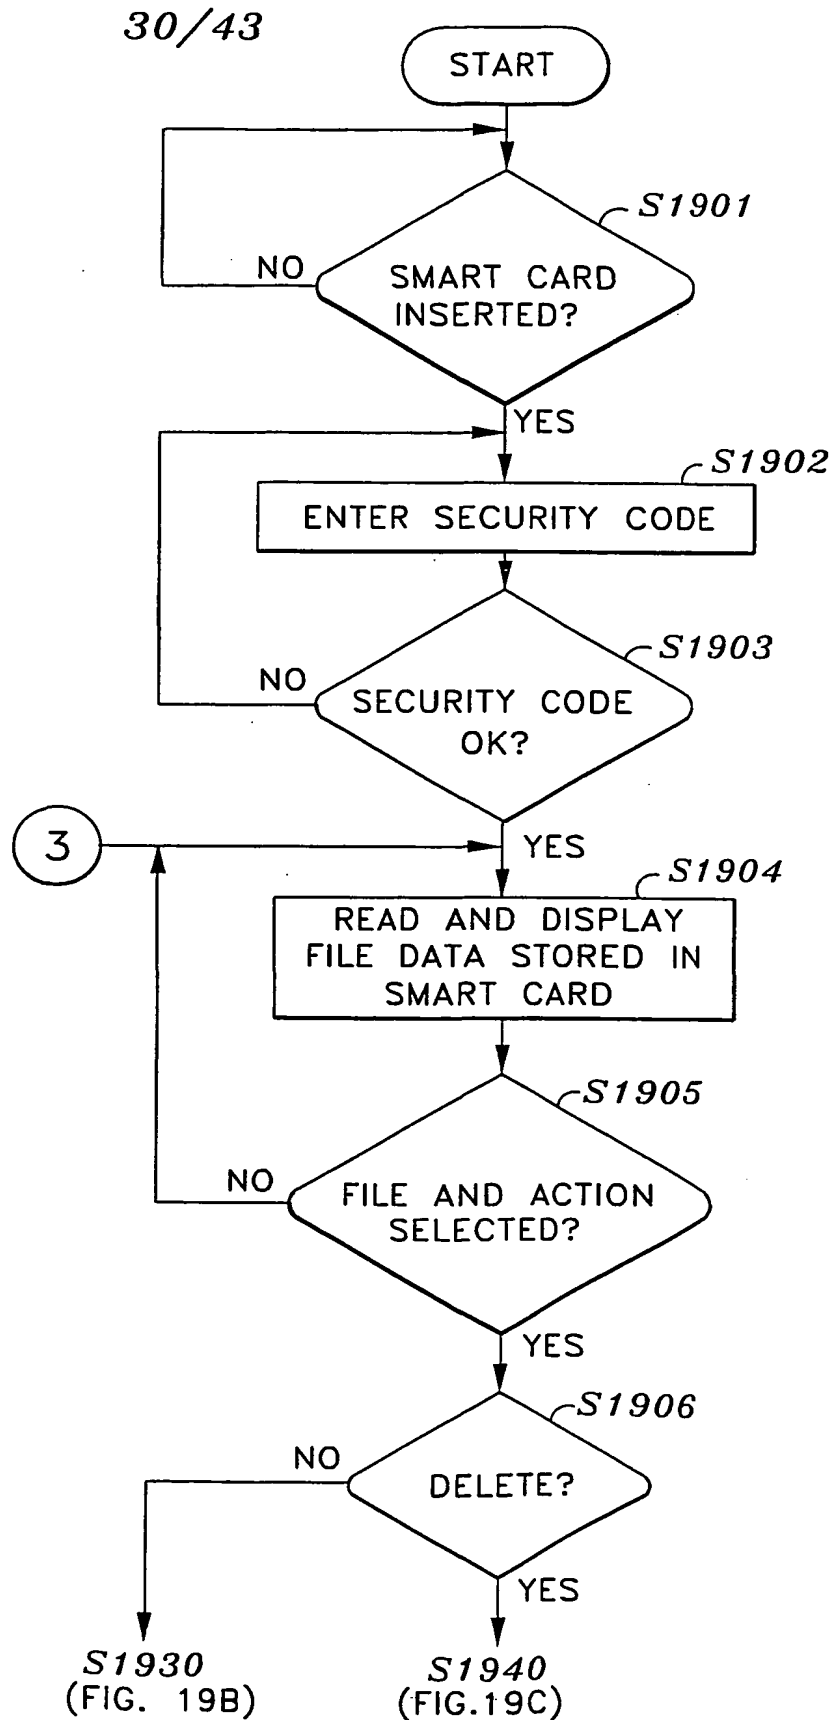 30/43
START
S1901
NO
SMART CARD
INSERTED?
YES
S1902
ENTER SECURITY CODE
S1903
NO
SECURITY CODE
OK?
3
YES
S1904
READ AND DISPLAY
FILE DATA STORED IN
SMART CARD
S1905
NO
FILE AND ACTION
SELECTED?
YES
S1906
NO
DELETE?
YES
S1930
(FIG. 19B)
S1940
(FIG.19C)